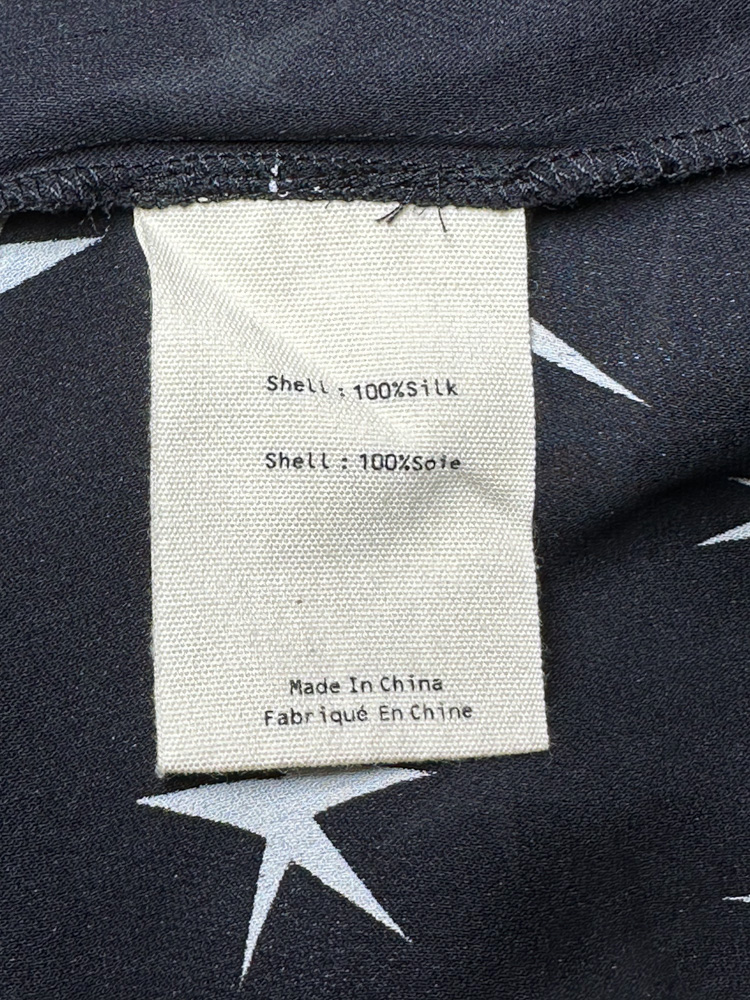 Shell : 100%Silk
Shell : 100%Soie
Made In China
Fabriqué En Chine